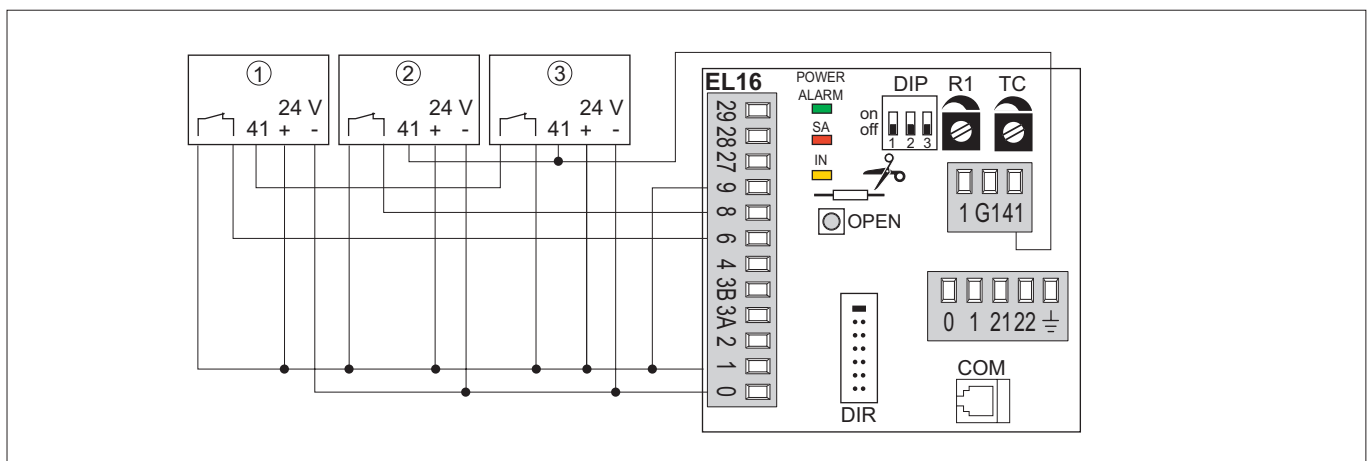 ①
24 V
41 + -
②
24 V
41 + -
③
24 V
41 + -
EL16
POWER
ALARM
SA
IN
DIP
on
off
1 2 3
R1
TC
29
28
27
9
8
6
4
3B
3A
2
1
0
OPEN
1 G1 41
0 1 21 22
DIR
COM